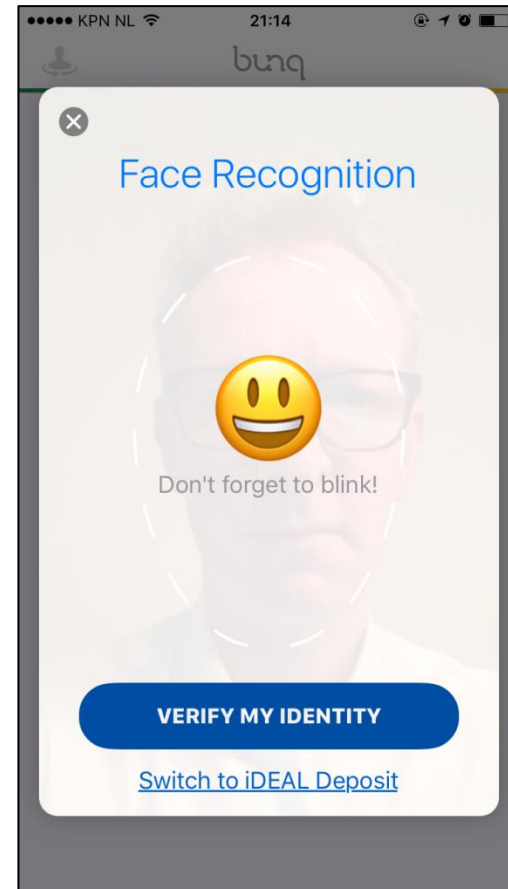 KPN NL 21:14
bunq
Face Recognition
Don't forget to blink!
VERIFY MY IDENTITY
Switch to iDEAL Deposit